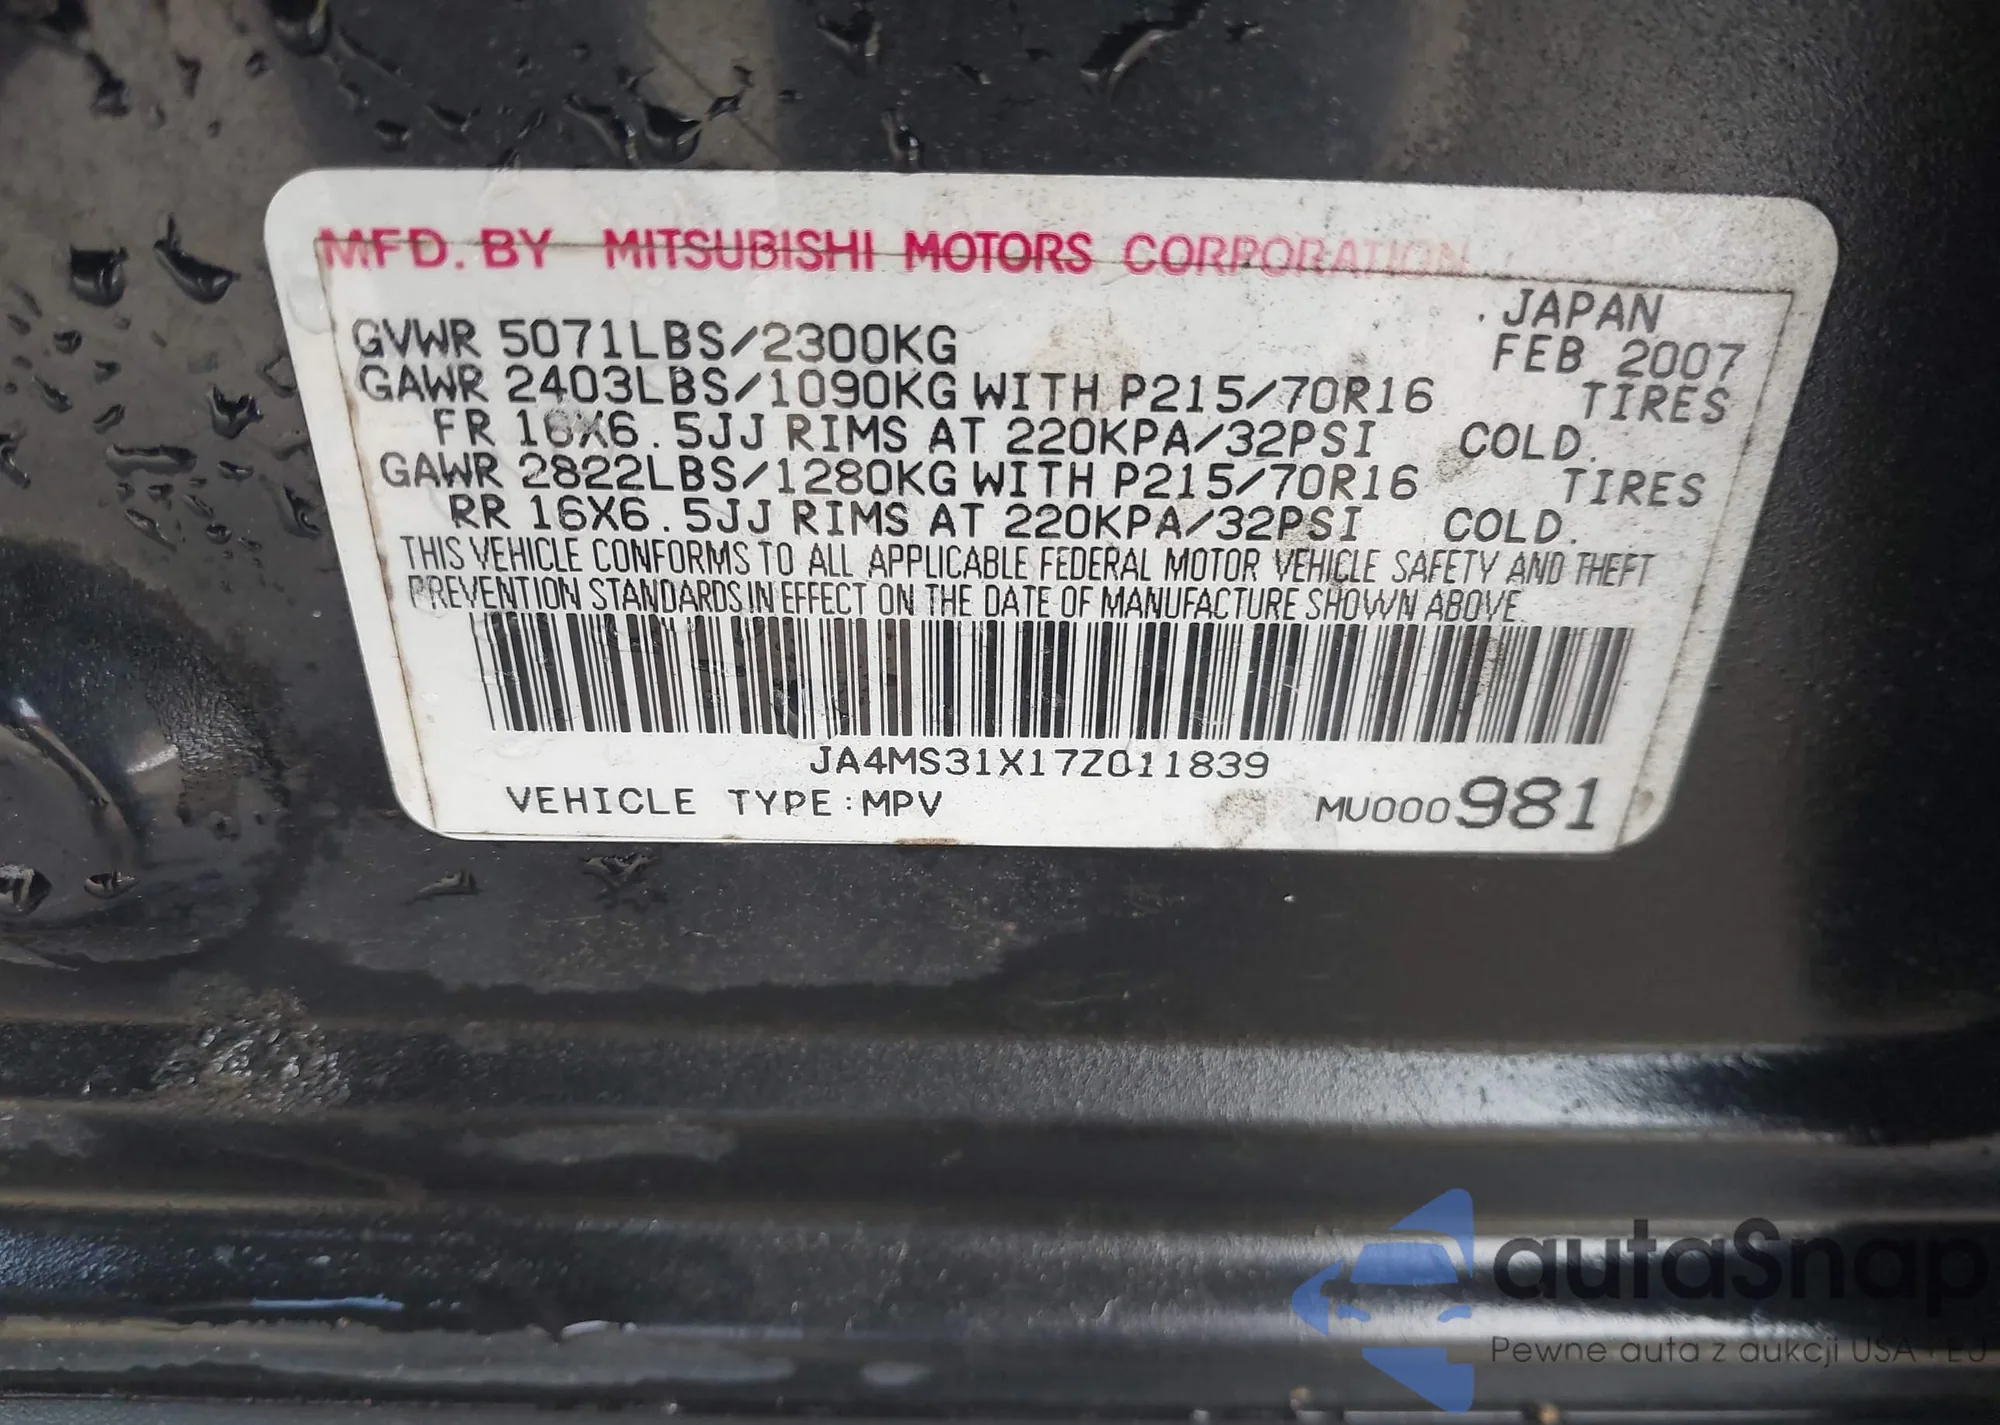 MFD. BY MITSUBISHI MOTORS CORPORATION
JAPAN
GVWR 5071LBS/2300KG FEB 2007
GAWR 2403LBS/1090KG WITH P215/70R16 TIRES
FR 16X6.5JJ RIMS AT 220KPA/32PSI COLD.
GAWR 2822LBS/1280KG WITH P215/70R16 TIRES
RR 16X6.5JJ RIMS AT 220KPA/32PSI COLD.
THIS VEHICLE CONFORMS TO ALL APPLICABLE FEDERAL MOTOR VEHICLE SAFETY AND THEFT
PREVENTION STANDARDS IN EFFECT ON THE DATE OF MANUFACTURE SHOWN ABOVE.
JA4MS31X17Z011839
VEHICLE TYPE:MPV MU000981
autaSnap
Pewne auta z aukcji USA i EU